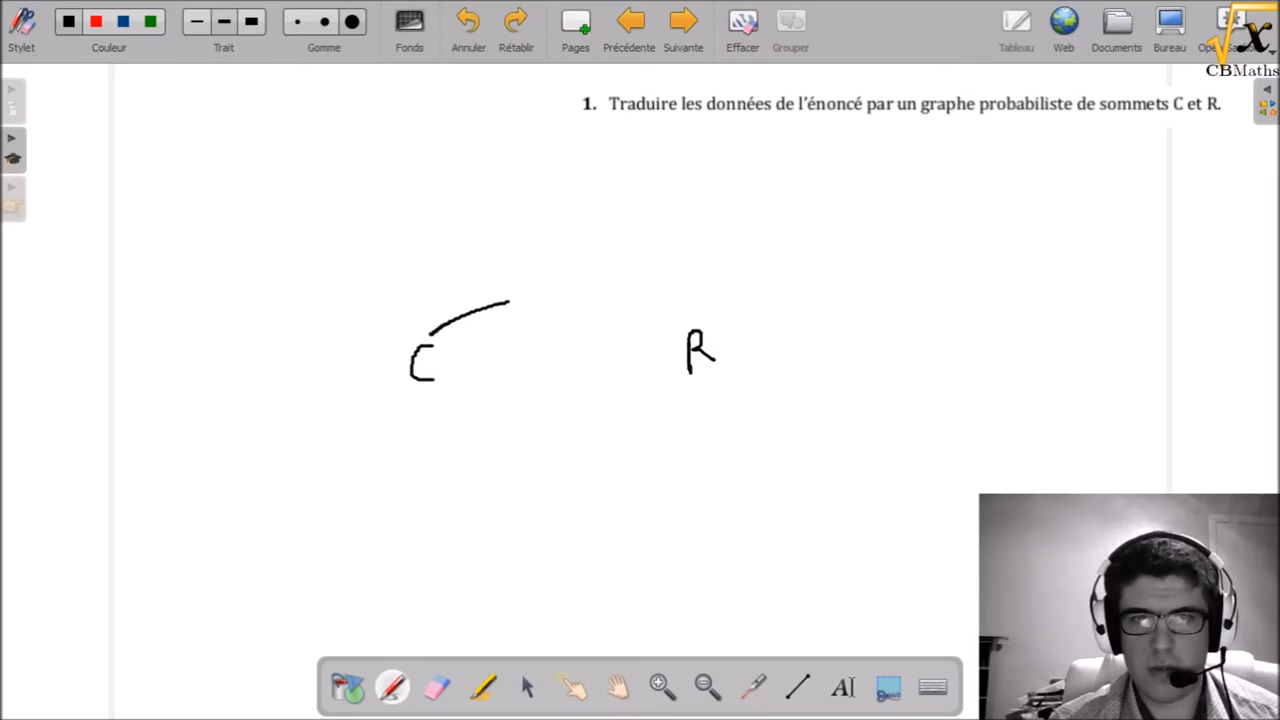 Stylet
Couleur
Trait
Gomme
Fonds
Annuler
Rétablir
Pages
Précédente
Suivante
Effacer
Grouper
Tableau
Web
Documents
Bureau
x
CBMaths
1. Traduire les données de l'énoncé par un graphe probabiliste de sommets C et R.
C
R
AI